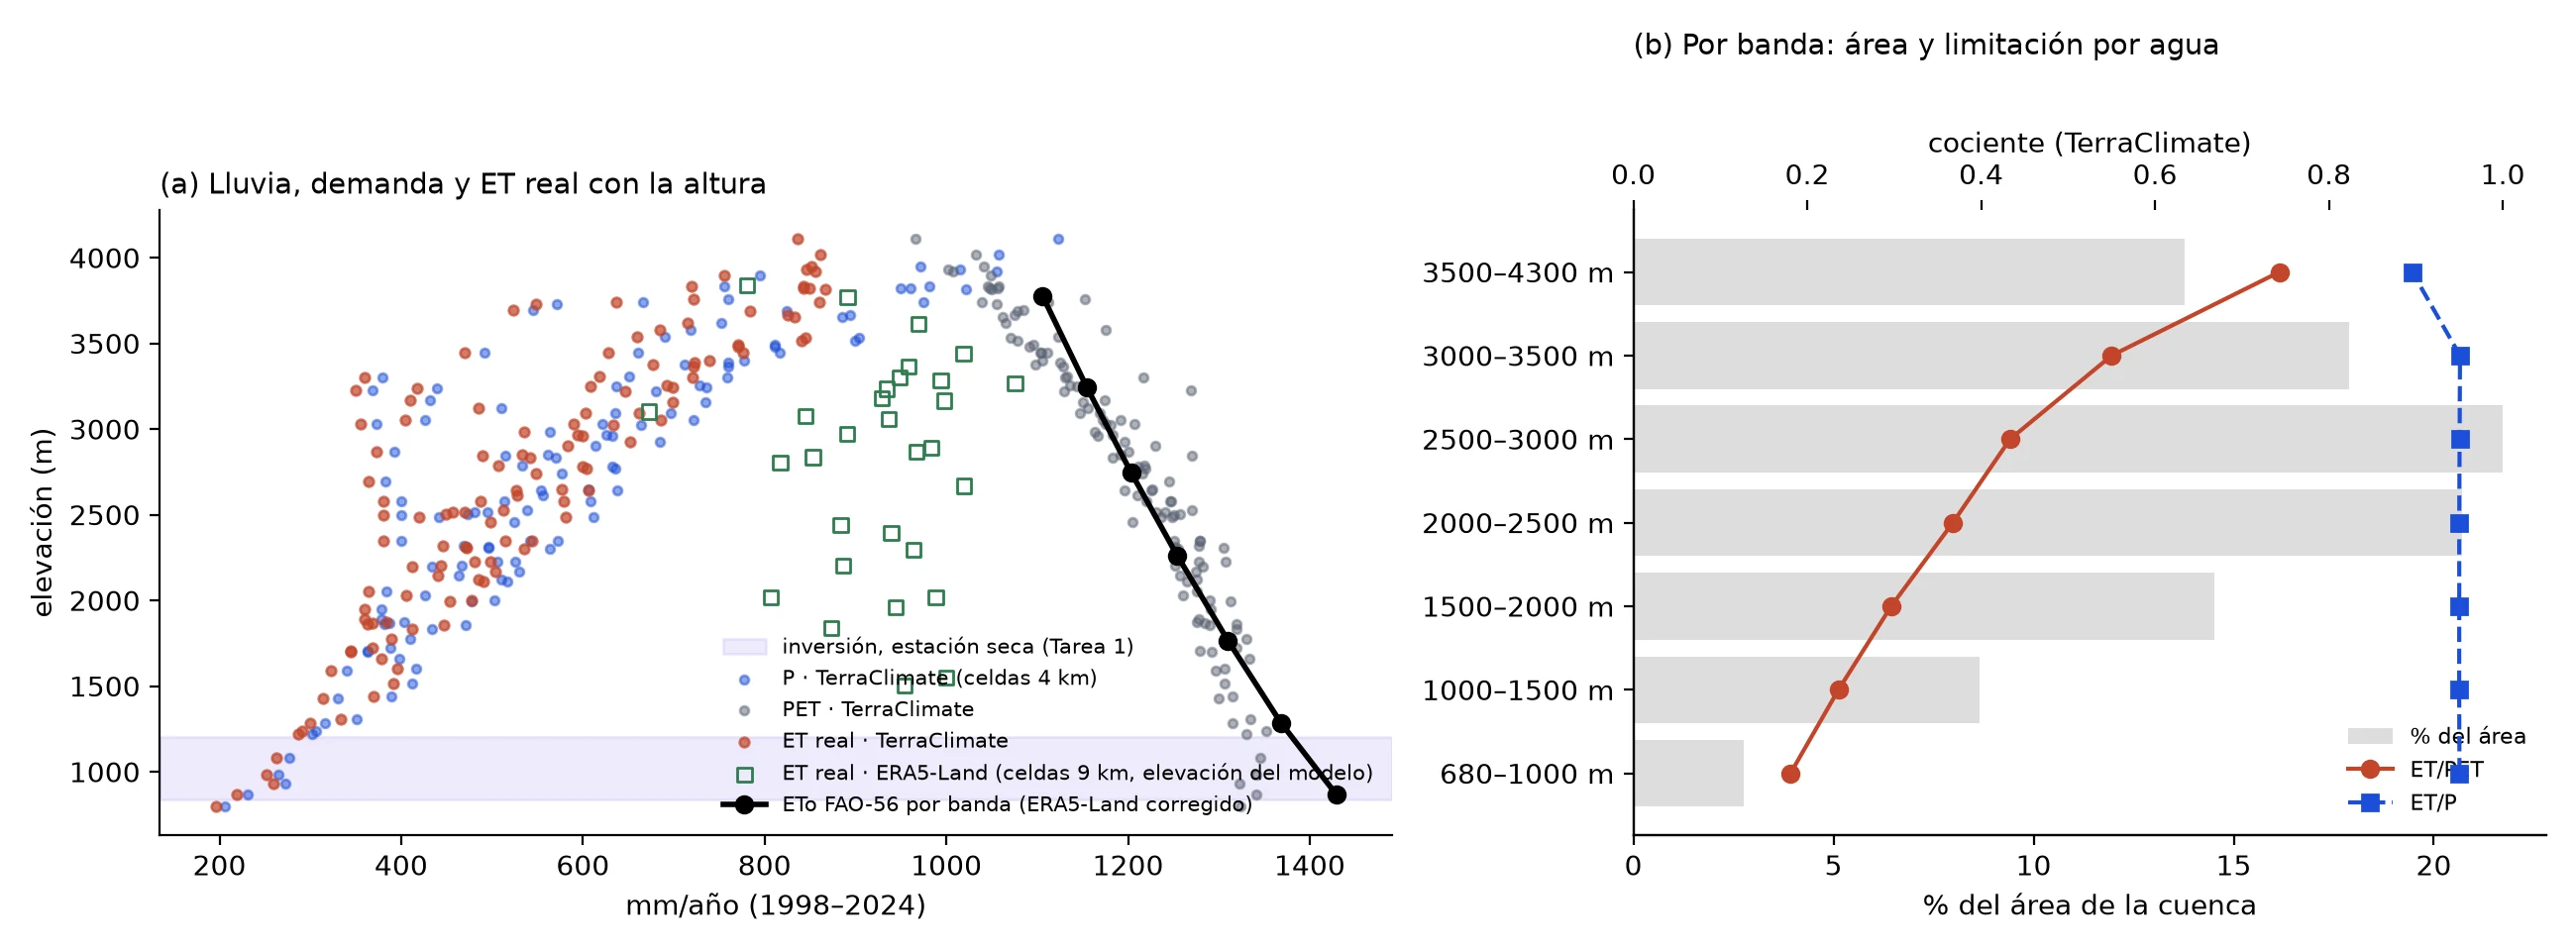 (b) Por banda: área y limitación por agua
cociente (TerraClimate)
0.0 0.2 0.4 0.6 0.8 1.0
(a) Lluvia, demanda y ET real con la altura
elevación (m)
4000
3500
3000
2500
2000
1500
1000
inversión, estación seca (Tarea 1)
P · TerraClimate (celdas 4 km)
PET · TerraClimate
ET real · TerraClimate
ET real · ERA5-Land (celdas 9 km, elevación del modelo)
ETo FAO-56 por banda (ERA5-Land corregido)
200 400 600 800 1000 1200 1400
mm/año (1998–2024)
3500–4300 m
3000–3500 m
2500–3000 m
2000–2500 m
1500–2000 m
1000–1500 m
680–1000 m
% del área
ET/PET
ET/P
0 5 10 15 20
% del área de la cuenca